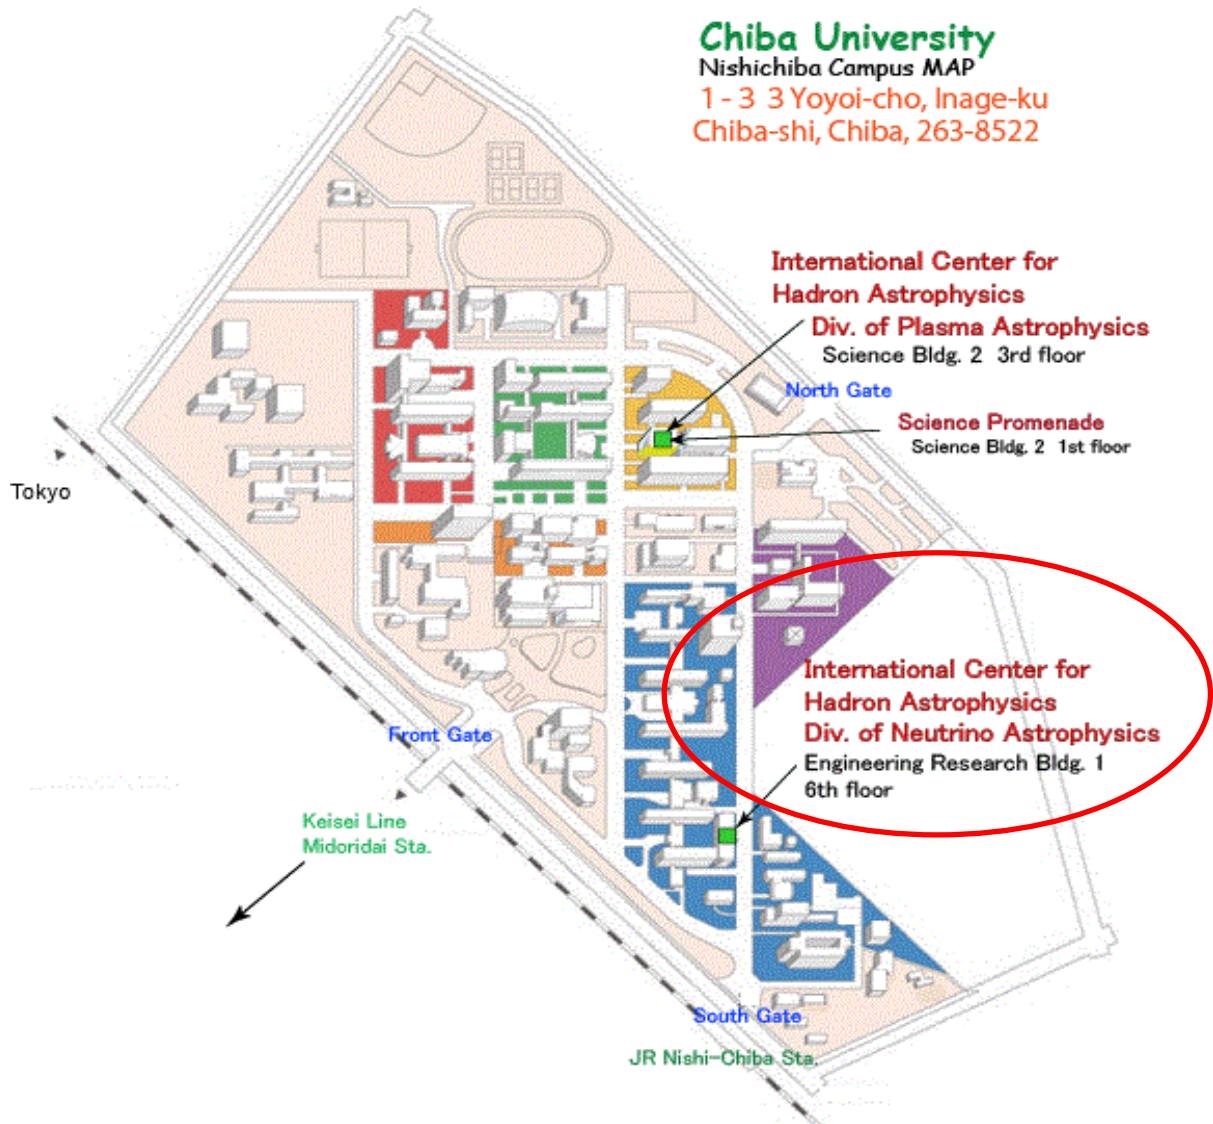 Chiba University
Nishichiba Campus MAP
1 - 3 3 Yoyoi-cho, Inage-ku
Chiba-shi, Chiba, 263-8522
International Center for
Hadron Astrophysics
Div. of Plasma Astrophysics
Science Bldg. 2 3rd floor
North Gate
Science Promenade
Science Bldg. 2 1st floor
Tokyo
International Center for
Hadron Astrophysics
Div. of Neutrino Astrophysics
Engineering Research Bldg. 1
6th floor
Front Gate
Keisei Line
Midoridai Sta.
South Gate
JR Nishi-Chiba Sta.